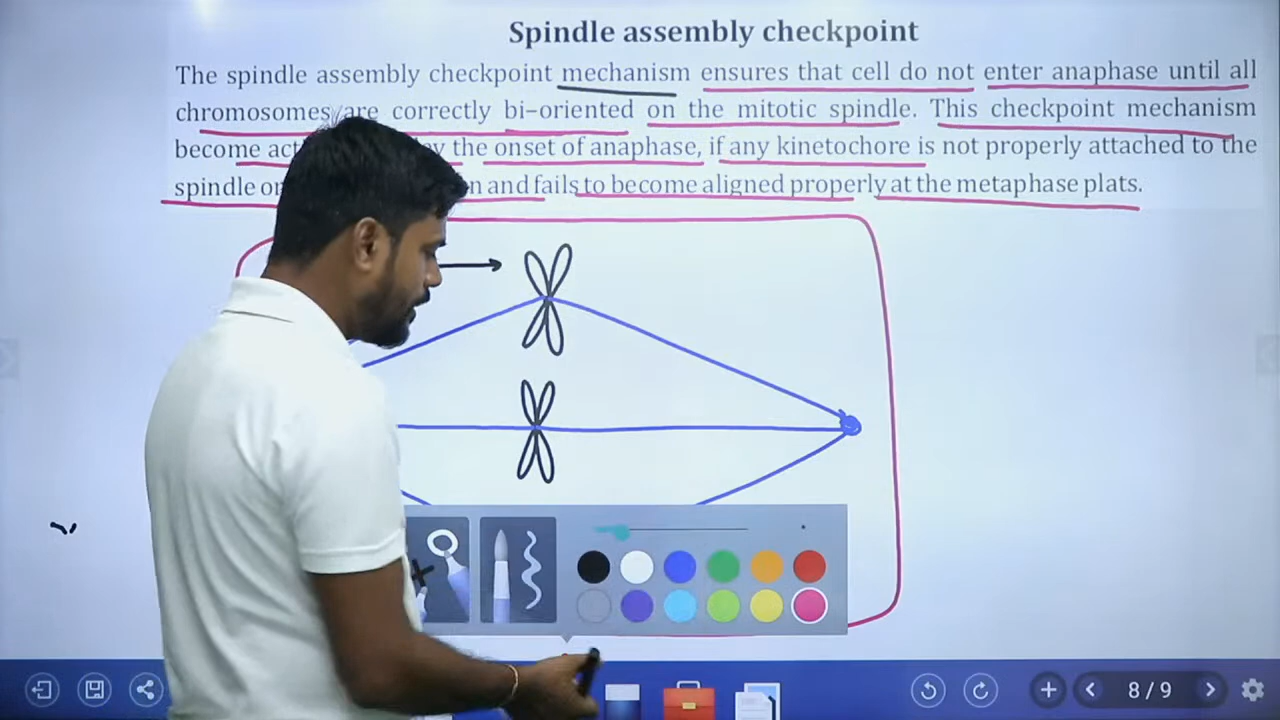 Spindle assembly checkpoint
The spindle assembly checkpoint mechanism ensures that cell do not enter anaphase until all
chromosomes are correctly bi-oriented on the mitotic spindle. This checkpoint mechanism
become the onset of anaphase, if any kinetochore is not properly attached to the
spindle and fails to become aligned properly at the metaphase plats.
8/9